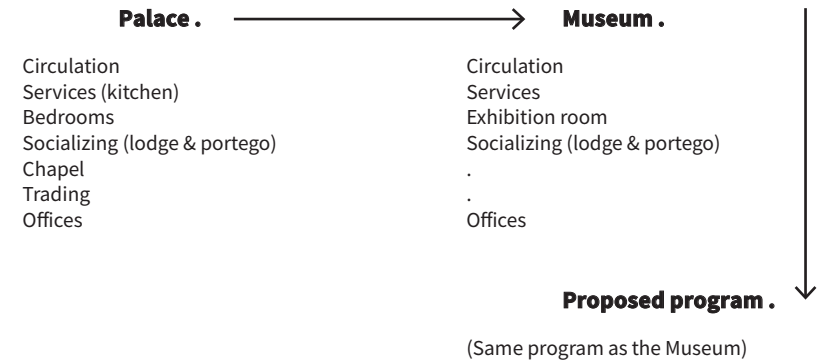 Palace .
Circulation
Services (kitchen)
Bedrooms
Socializing (lodge & portego)
Chapel
Trading
Offices
Museum .
Circulation
Services
Exhibition room
Socializing (lodge & portego)
.
.
Offices
Proposed program .
(Same program as the Museum)